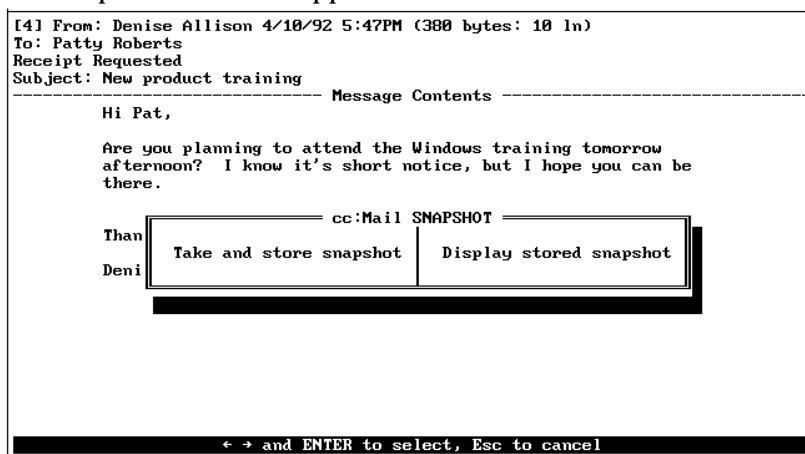 [4] From: Denise Allison 4/10/92 5:47PM (380 bytes: 10 ln)
To: Patty Roberts
Receipt Requested
Subject: New product training
Message Contents
Hi Pat,
Are you planning to attend the Windows training tomorrow
afternoon? I know it's short notice, but I hope you can be
there.
cc:Mail SNAPSHOT
Than
Take and store snapshot Display stored snapshot
Deni
← → and ENTER to select, Esc to cancel